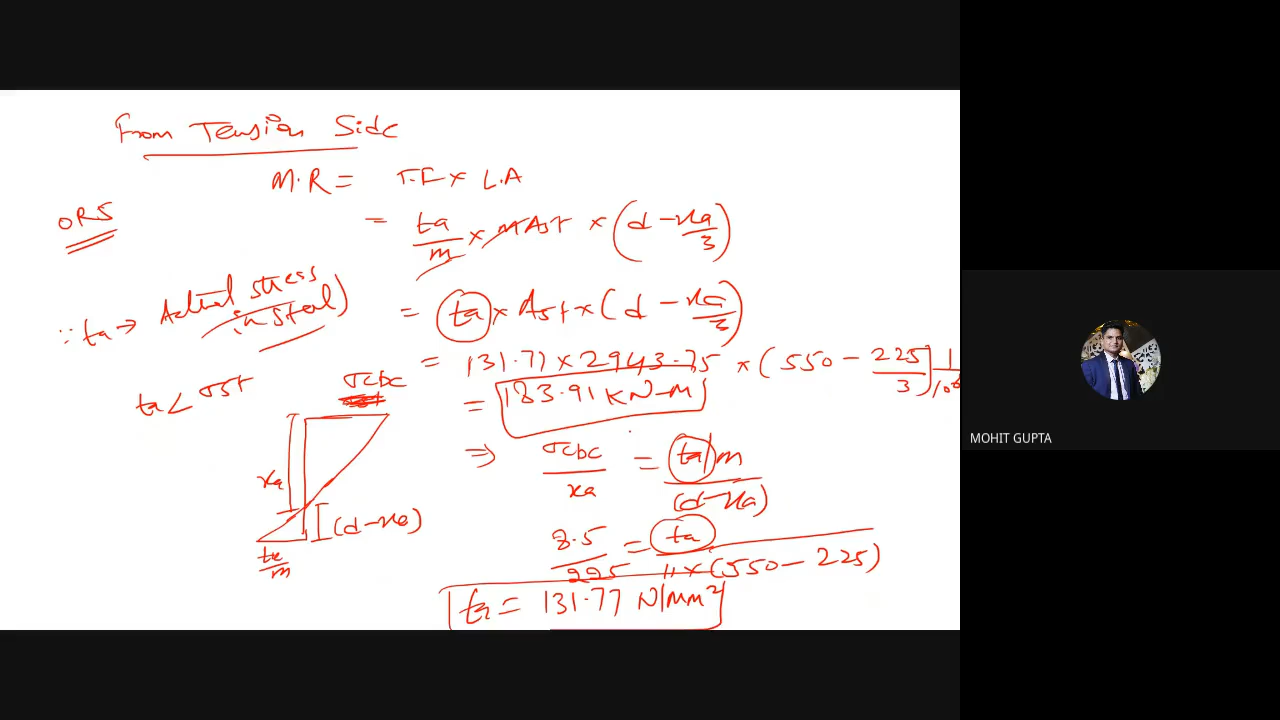 From Tension Side
M.R = T.F × L.A
ORS
= ta/m × mAst × (d - xa/3)
∵ ta → Actual stress in steel)
= ta × Ast × (d - xa/3)
= 131.77 × 2943.75 × (550 - 225/3) 1/10⁶
ta < σst
= 183.91 KN-M
σcbc
xa
(d-xa)
ta/m
⇒ σcbc/xa = ta/m/(d-xa)
8.5/225 = ta/11×(550-225)
ta = 131.77 N/mm²
MOHIT GUPTA